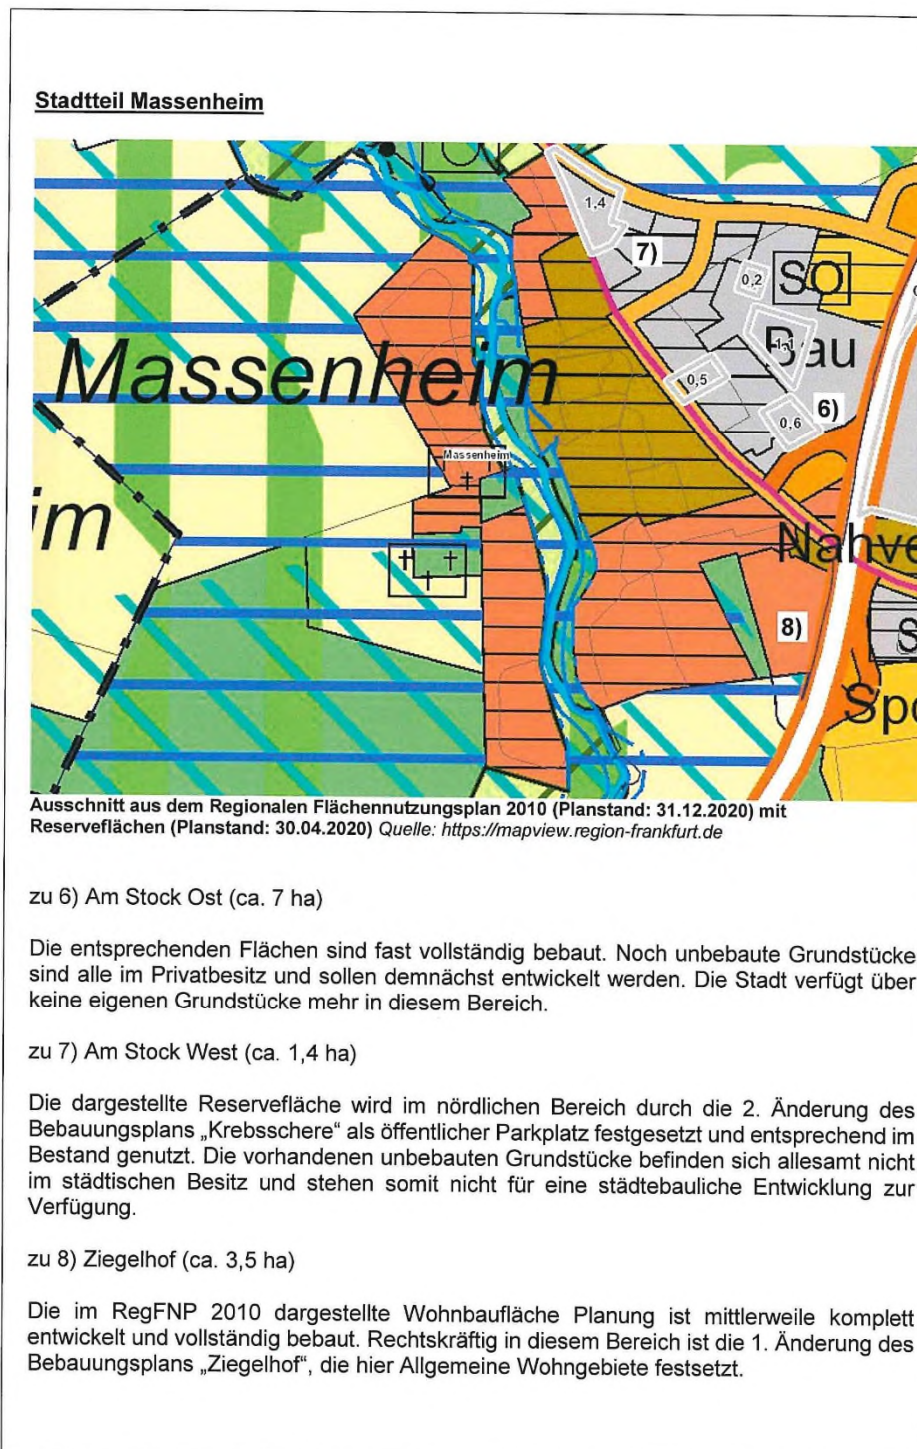 Stadtteil Massenheim
1,4
7)
0,2
SO
Massenheim
1,1
Bau
0,5
6)
0,6
Massenheim
im
Nahve
8)
S
Spo
Ausschnitt aus dem Regionalen Flächennutzungsplan 2010 (Planstand: 31.12.2020) mit
Reserveflächen (Planstand: 30.04.2020) Quelle: https://mapview.region-frankfurt.de
zu 6) Am Stock Ost (ca. 7 ha)
Die entsprechenden Flächen sind fast vollständig bebaut. Noch unbebaute Grundstücke
sind alle im Privatbesitz und sollen demnächst entwickelt werden. Die Stadt verfügt über
keine eigenen Grundstücke mehr in diesem Bereich.
zu 7) Am Stock West (ca. 1,4 ha)
Die dargestellte Reservefläche wird im nördlichen Bereich durch die 2. Änderung des
Bebauungsplans „Krebsschere“ als öffentlicher Parkplatz festgesetzt und entsprechend im
Bestand genutzt. Die vorhandenen unbebauten Grundstücke befinden sich allesamt nicht
im städtischen Besitz und stehen somit nicht für eine städtebauliche Entwicklung zur
Verfügung.
zu 8) Ziegelhof (ca. 3,5 ha)
Die im RegFNP 2010 dargestellte Wohnbaufläche Planung ist mittlerweile komplett
entwickelt und vollständig bebaut. Rechtskräftig in diesem Bereich ist die 1. Änderung des
Bebauungsplans „Ziegelhof“, die hier Allgemeine Wohngebiete festsetzt.